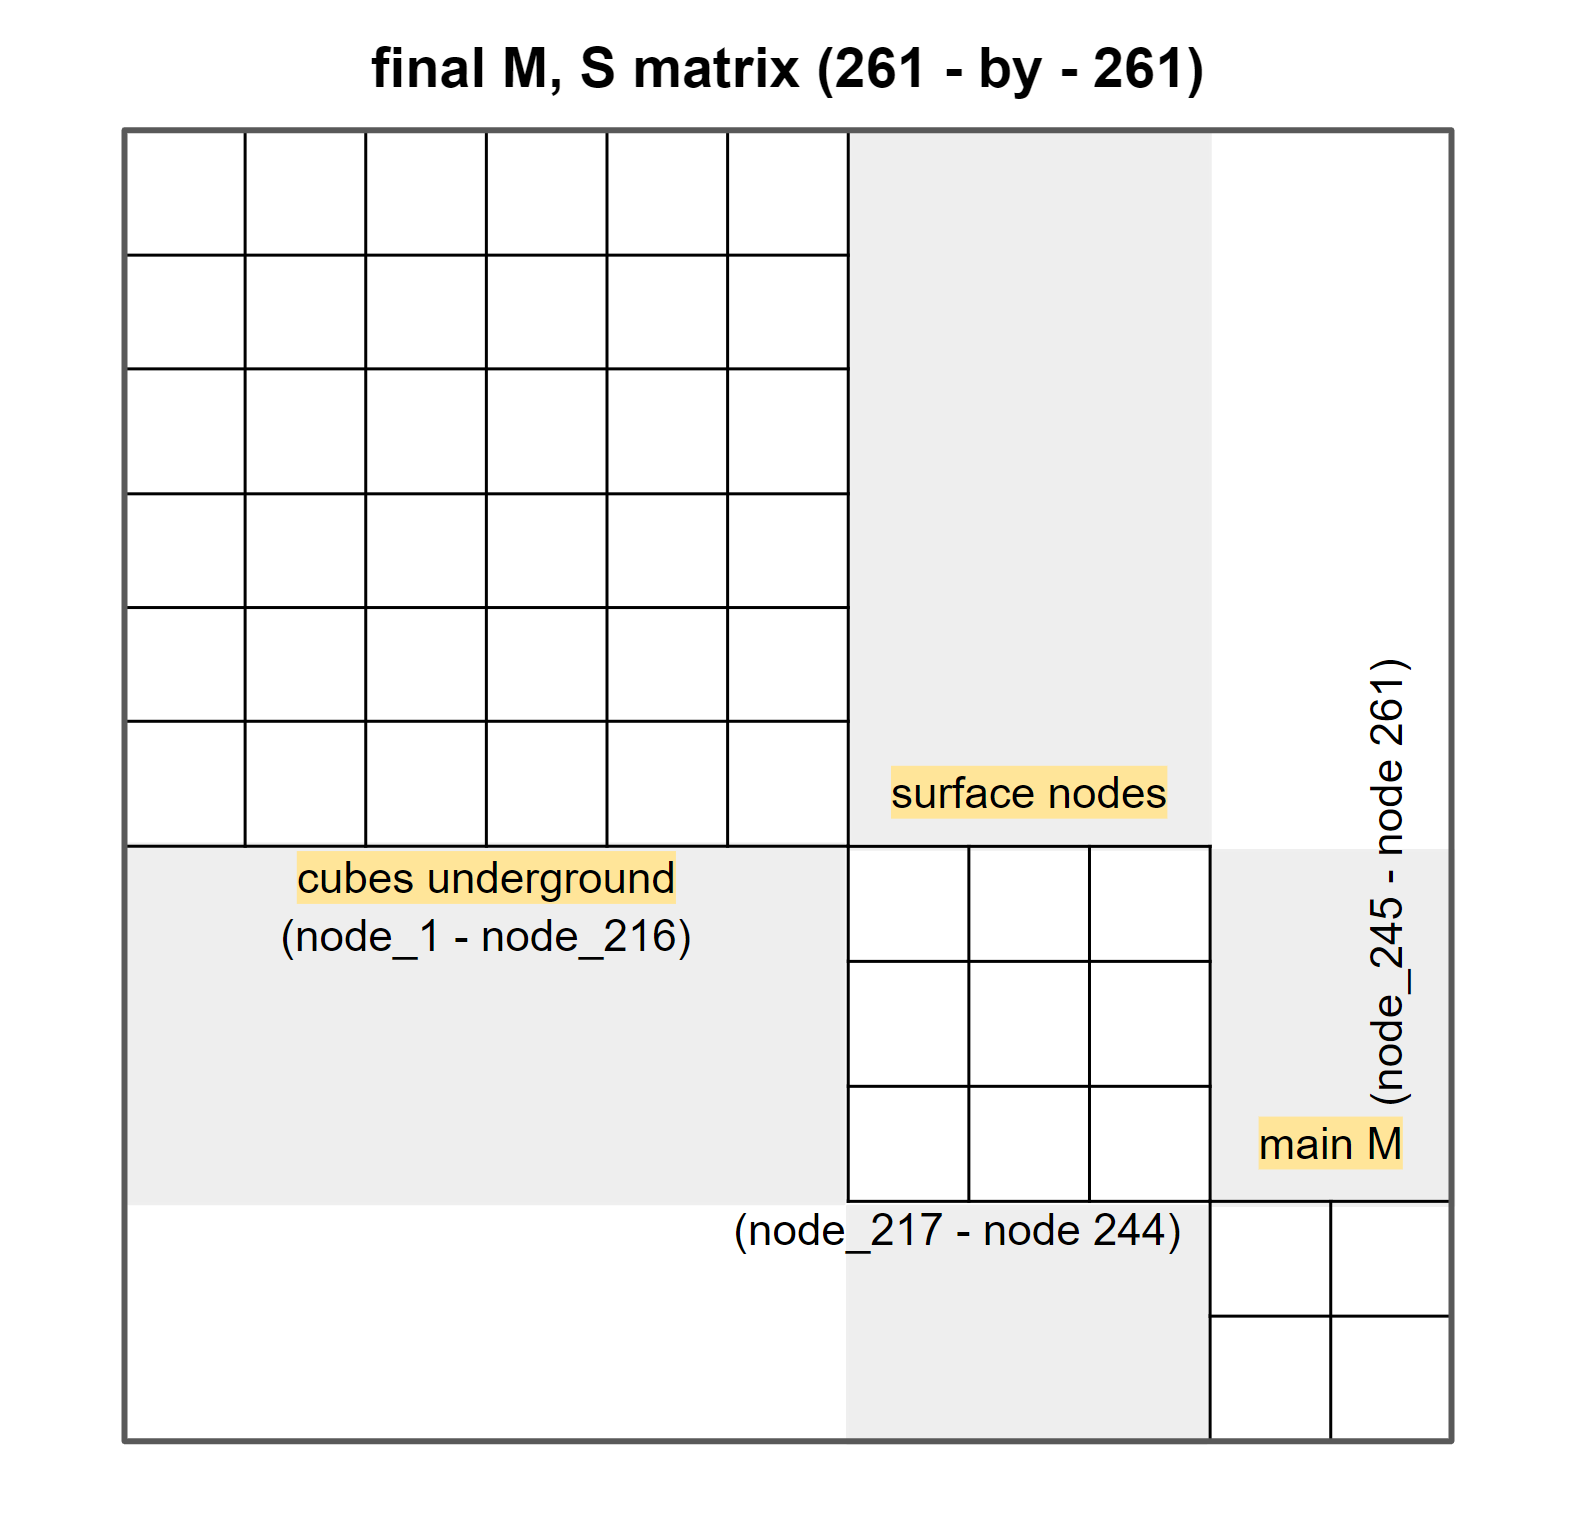 final M, S matrix (261 - by - 261)
surface nodes
cubes underground
(node_1 - node_216)
(node_245 - node 261)
main M
(node_217 - node 244)